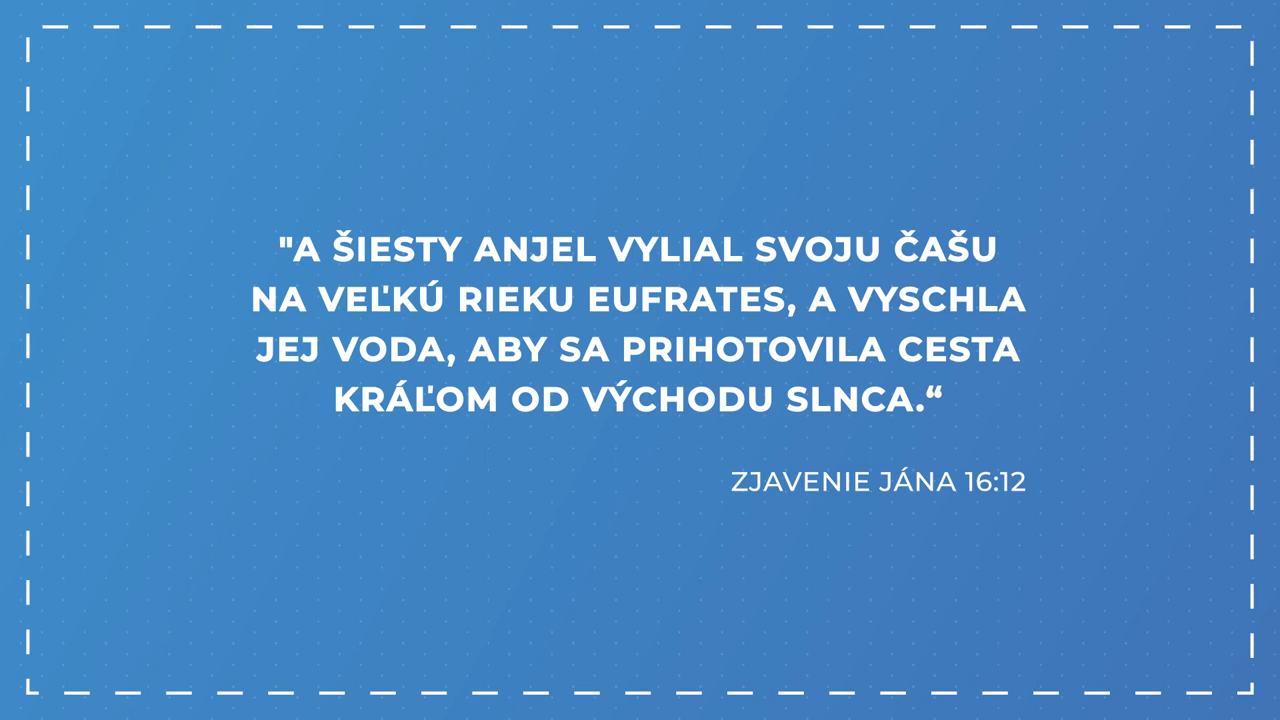 "A ŠIESTY ANJEL VYLIAL SVOJU ČAŠU
NA VEĽKÚ RIEKU EUFRATES, A VYSCHLA
JEJ VODA, ABY SA PRIHOTOVILA CESTA
KRÁĽOM OD VÝCHODU SLNCA.“
ZJAVENIE JÁNA 16:12